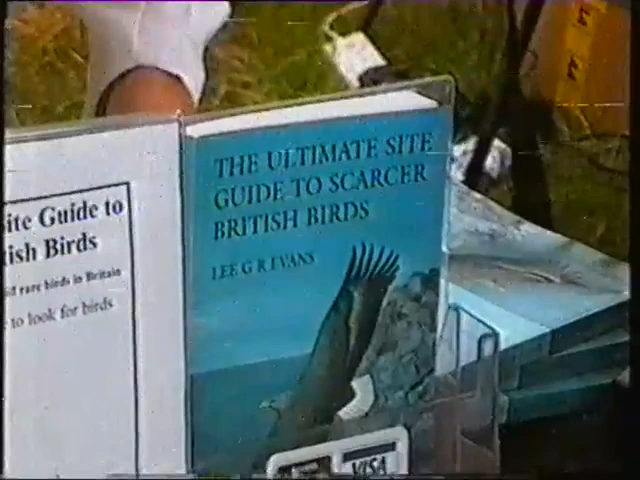 ite Guide to
ish Birds
d rare birds in Britain
to look for birds
THE ULTIMATE SITE
GUIDE TO SCARCER
BRITISH BIRDS
LEE G R EVANS
VISA